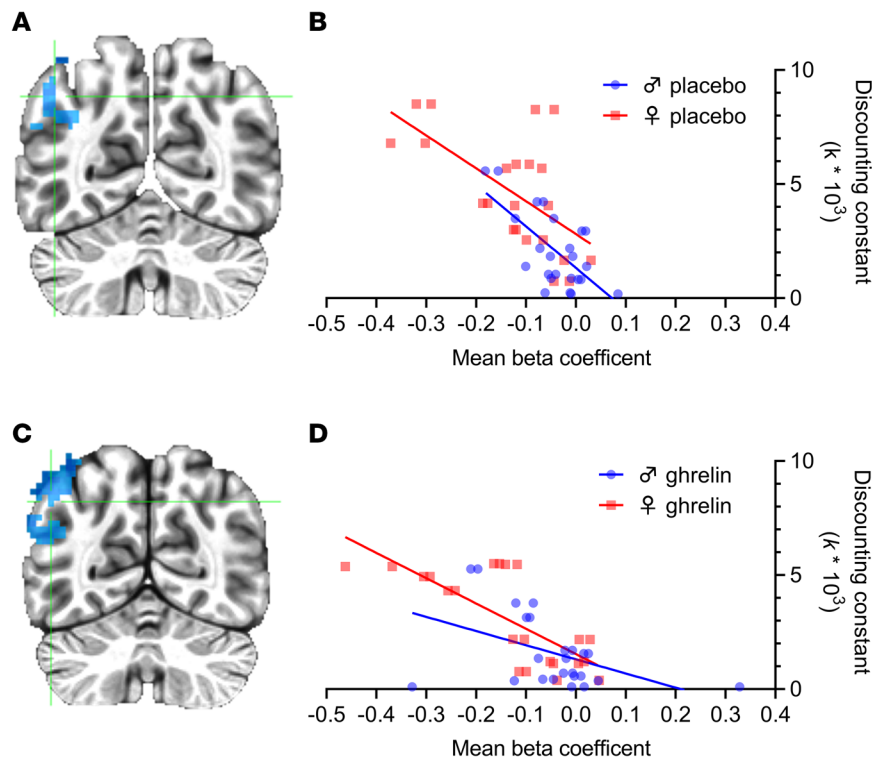 A
B
10
♂ placebo
♀ placebo
5
0
Discounting constant
(k * 10³)
-0.5 -0.4 -0.3 -0.2 -0.1 0.0 0.1 0.2 0.3 0.4
Mean beta coefficent
C
D
10
♂ ghrelin
♀ ghrelin
5
0
Discounting constant
(k * 10³)
-0.5 -0.4 -0.3 -0.2 -0.1 0.0 0.1 0.2 0.3 0.4
Mean beta coefficent